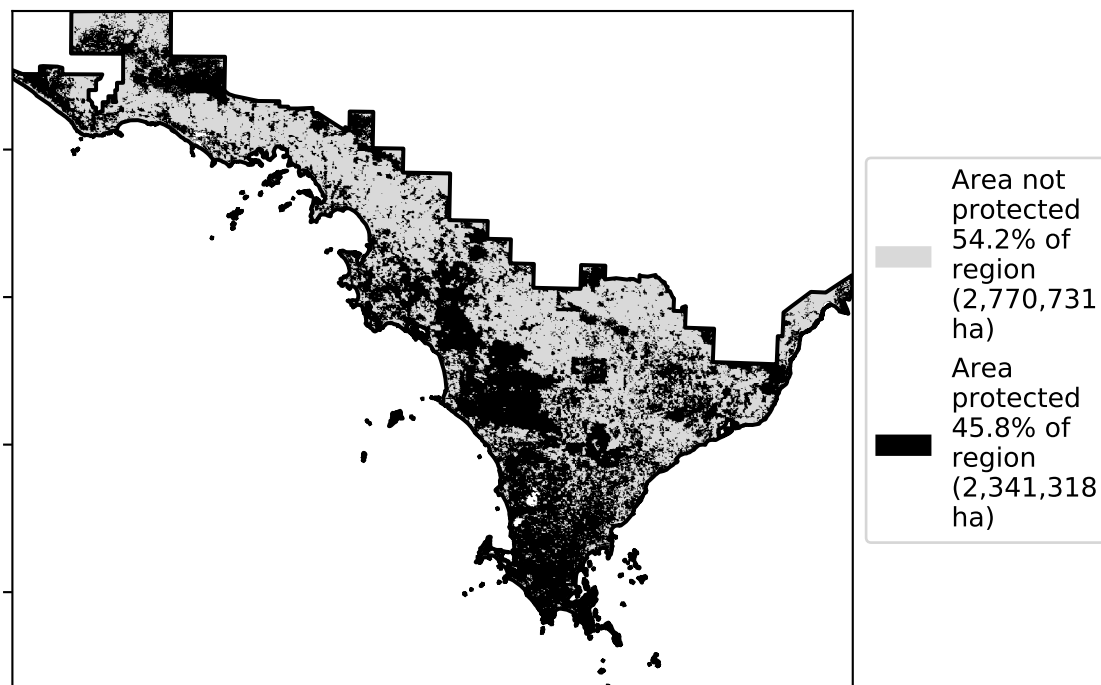 Area not
protected
54.2% of
region
(2,770,731
ha)
Area
protected
45.8% of
region
(2,341,318
ha)